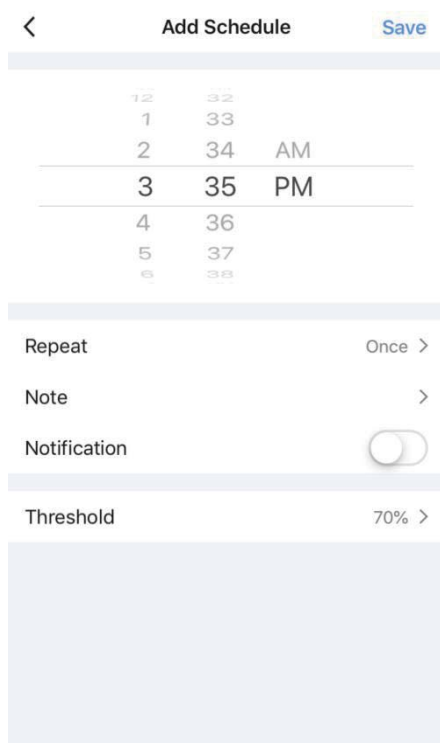 Add Schedule Save
12 32
1 33
2 34 AM
3 35 PM
4 36
5 37
6 38
Repeat Once
Note
Notification
Threshold 70%